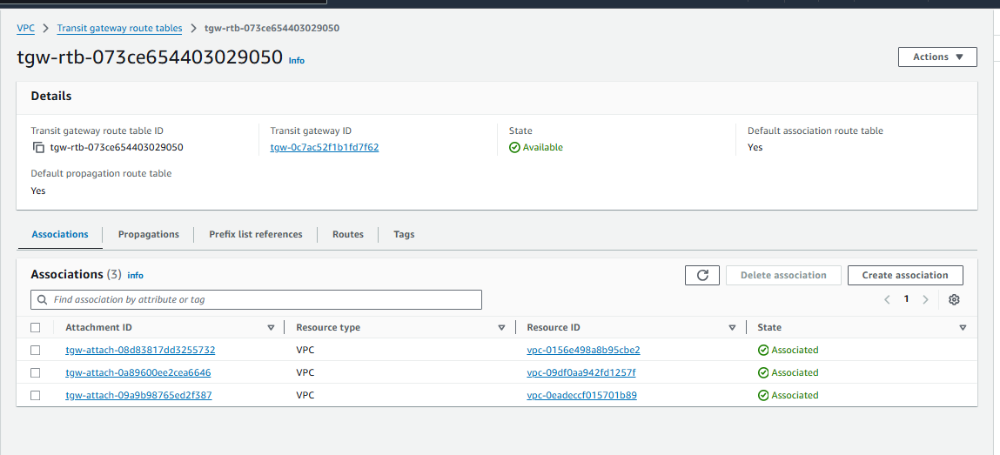 VPC > Transit gateway route tables > tgw-rtb-073ce654403029050
tgw-rtb-073ce654403029050 Info
Actions
Details
Transit gateway route table ID
tgw-rtb-073ce654403029050
Transit gateway ID
tgw-0c7ac52f1b1fd7f62
State
Available
Default association route table
Yes
Default propagation route table
Yes
Associations Propagations Prefix list references Routes Tags
Associations (3) info
Delete association Create association
Find association by attribute or tag
1
Attachment ID Resource type Resource ID State
tgw-attach-08d83817dd3255732 VPC vpc-0156e498a8b95cbe2 Associated
tgw-attach-0a89600ee2cea6646 VPC vpc-09df0aa942fd1257f Associated
tgw-attach-09a9b98765ed2f387 VPC vpc-0eadeccf015701b89 Associated